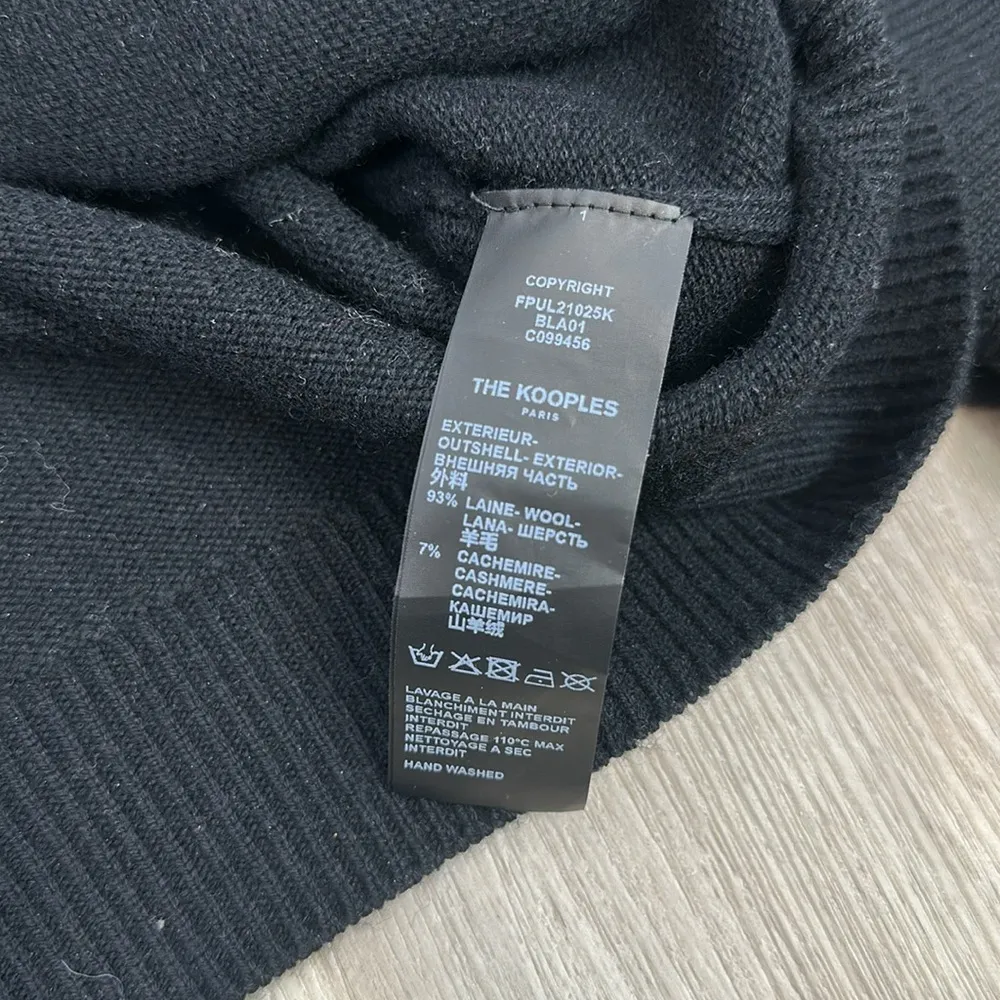 1
COPYRIGHT
FPUL21025K
BLA01
C099456
THE KOOPLES
PARIS
EXTERIEUR-
OUTSHELL- EXTERIOR-
ВНЕШНЯЯ ЧАСТЬ
外料
93% LAINE- WOOL-
LANA- ШЕРСТЬ
羊毛
7% CACHEMIRE-
CASHMERE-
CACHEMIRA-
КАШЕМИР
山羊绒
LAVAGE A LA MAIN
BLANCHIMENT INTERDIT
SECHAGE EN TAMBOUR
INTERDIT
REPASSAGE 110°C MAX
NETTOYAGE A SEC
INTERDIT
HAND WASHED